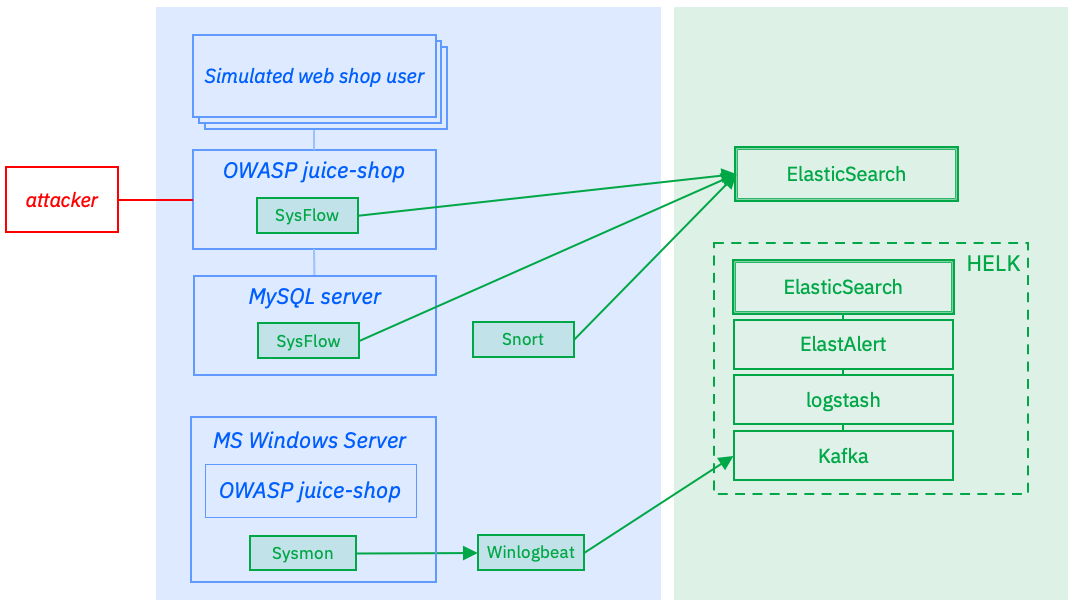 Simulated web shop user
OWASP juice-shop
SysFlow
attacker
MySQL server
SysFlow
Snort
MS Windows Server
OWASP juice-shop
Sysmon
Winlogbeat
ElasticSearch
HELK
ElasticSearch
ElastAlert
logstash
Kafka